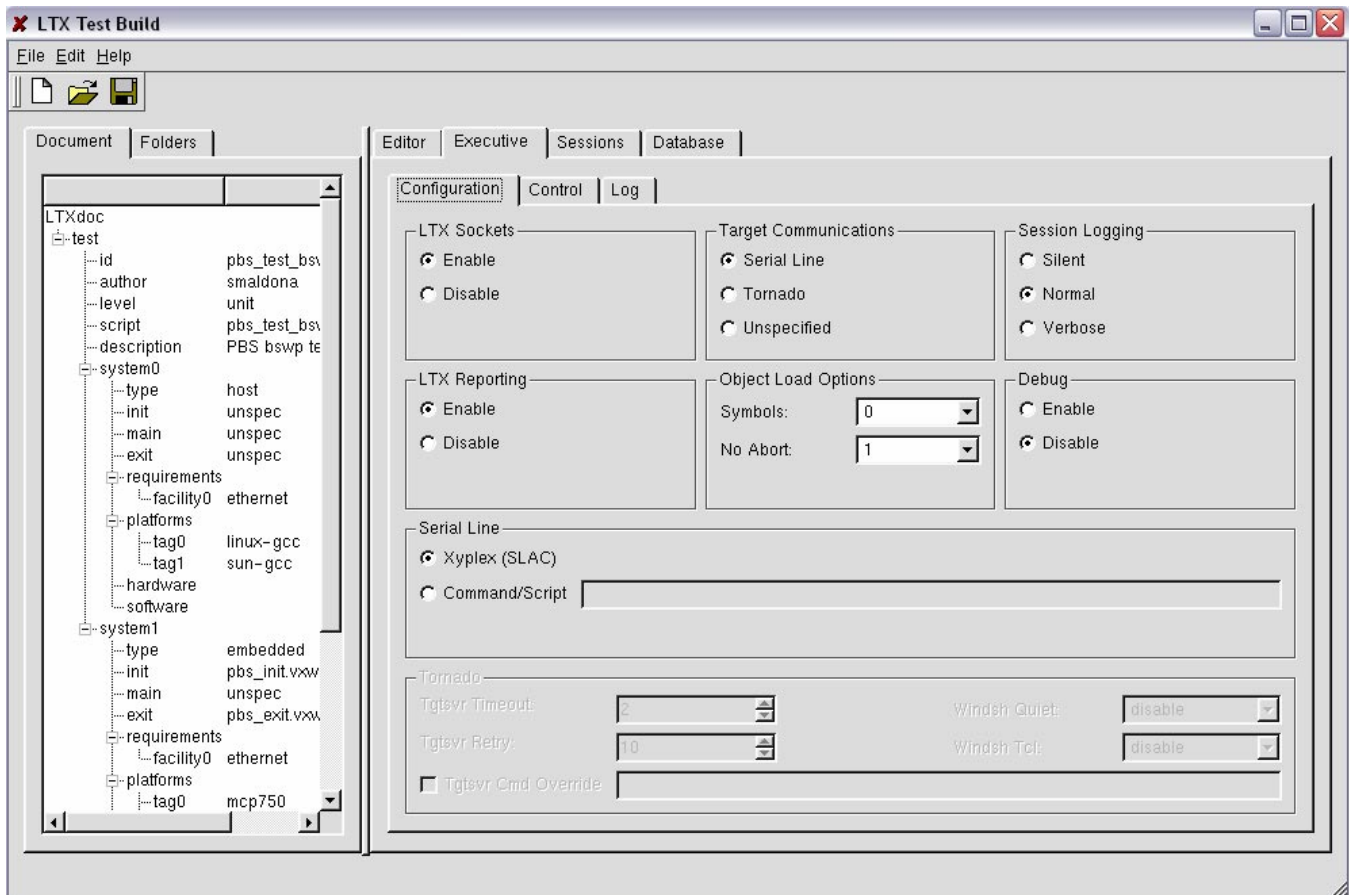 LTX Test Build
File Edit Help
Document Folders
LTXdoc
test
id pbs_test_bsw
author smaldona
level unit
script pbs_test_bsw
description PBS bswp te
system0
type host
init unspec
main unspec
exit unspec
requirements
facility0 ethernet
platforms
tag0 linux-gcc
tag1 sun-gcc
hardware
software
system1
type embedded
init pbs_init.vxw
main unspec
exit pbs_exit.vxw
requirements
facility0 ethernet
platforms
tag0 mcp750
Editor Executive Sessions Database
Configuration Control Log
LTX Sockets
Enable
Disable
Target Communications
Serial Line
Tornado
Unspecified
Session Logging
Silent
Normal
Verbose
LTX Reporting
Enable
Disable
Object Load Options
Symbols: 0
No Abort: 1
Debug
Enable
Disable
Serial Line
Xyplex (SLAC)
Command/Script
Tornado
Tgtsvr Timeout: 2 Windsh Quiet: disable
Tgtsvr Retry: 10 Windsh Tcl: disable
Tgtsvr Cmd Override